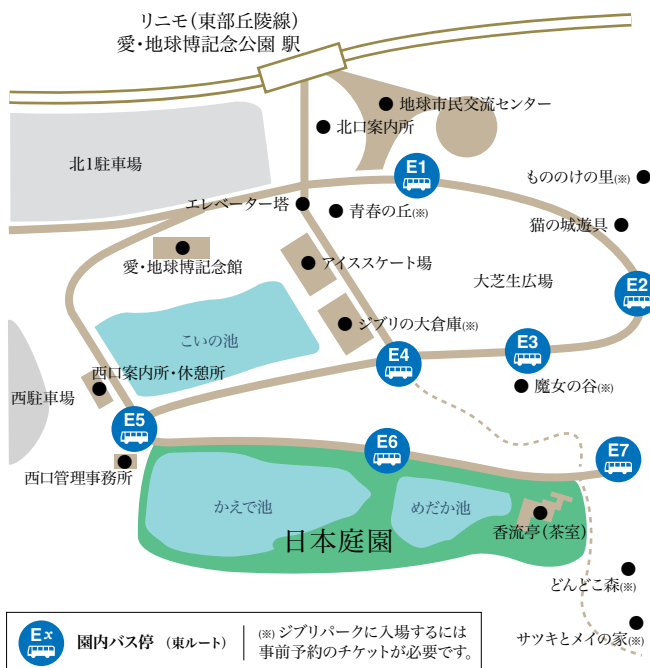 リニモ(東部丘陵線)
愛・地球博記念公園 駅
地球市民交流センター
北口案内所
北1駐車場
E1
もののけの里(※)
エレベーター塔
青春の丘(※)
猫の城遊具
愛・地球博記念館
アイススケート場
大芝生広場
E2
こいの池
ジブリの大倉庫(※)
E3
E4
西口案内所・休憩所
魔女の谷(※)
西駐車場
E5
E6
E7
西口管理事務所
かえで池
めだか池
日本庭園
香流亭(茶室)
どんどこ森(※)
サツキとメイの家(※)
Ex
園内バス停 (東ルート)
(※) ジブリパークに入場するには
事前予約のチケットが必要です。